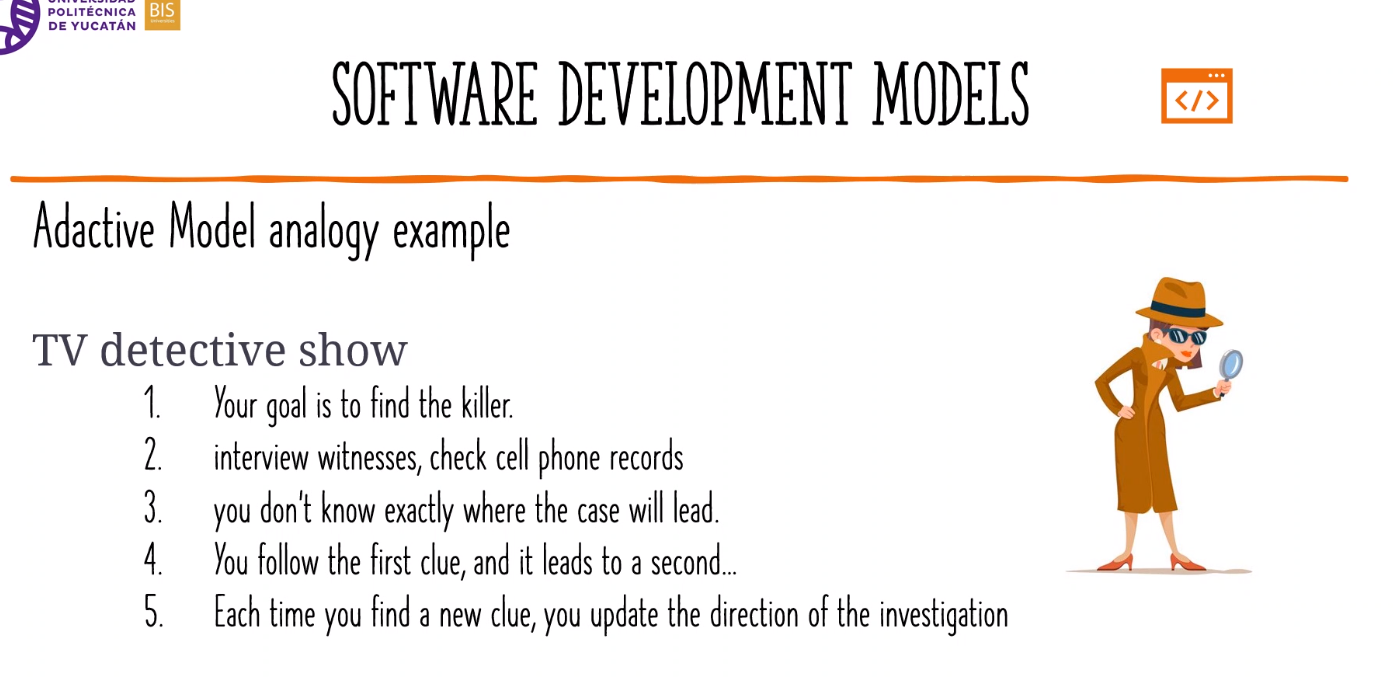 UNIVERSIDAD
POLITÉCNICA
DE YUCATÁN
BIS
SOFTWARE DEVELOPMENT MODELS
</>
Adactive Model analogy example
TV detective show
1. Your goal is to find the killer.
2. interview witnesses, check cell phone records
3. you don't know exactly where the case will lead.
4. You follow the first clue, and it leads to a second...
5. Each time you find a new clue, you update the direction of the investigation